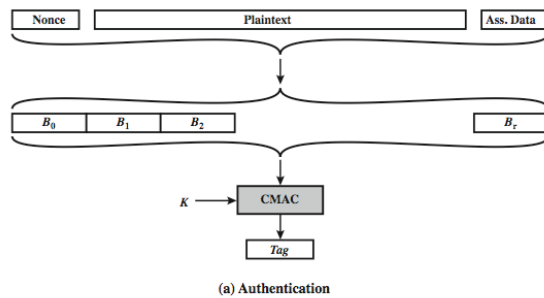 Nonce Plaintext Ass. Data
B0 B1 B2 Br
K CMAC
Tag
(a) Authentication